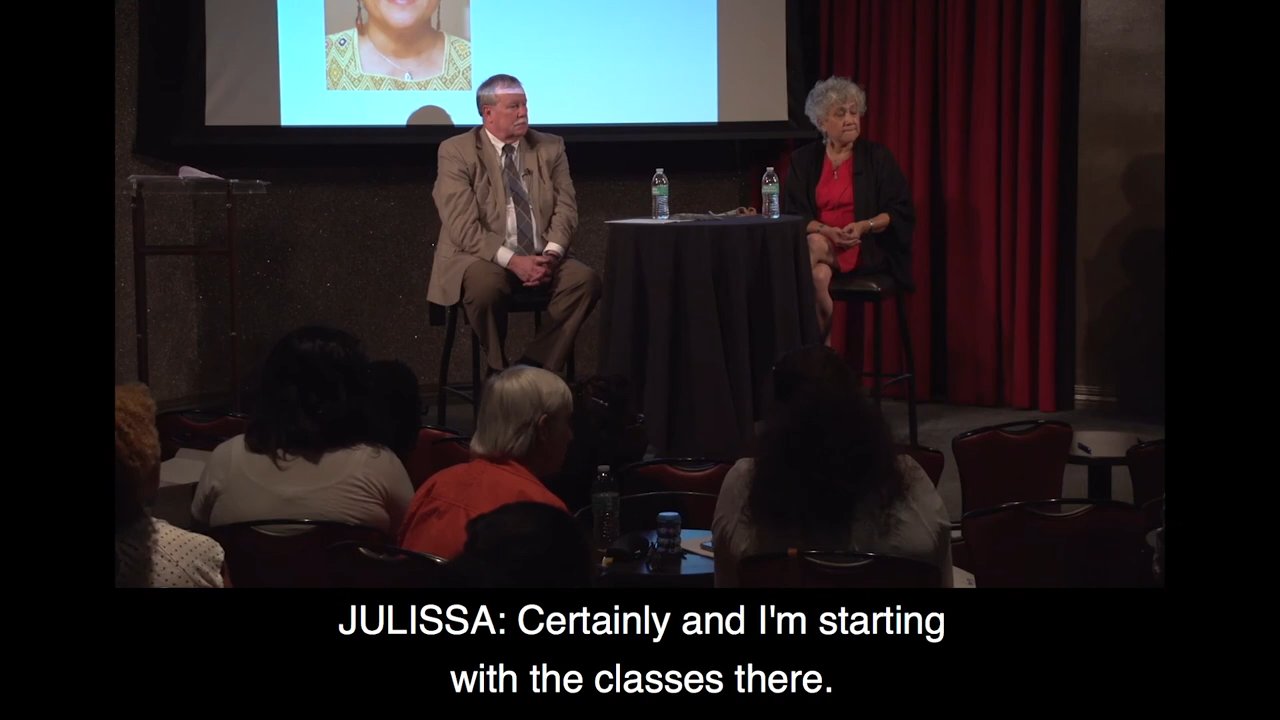 JULISSA: Certainly and I'm starting
with the classes there.